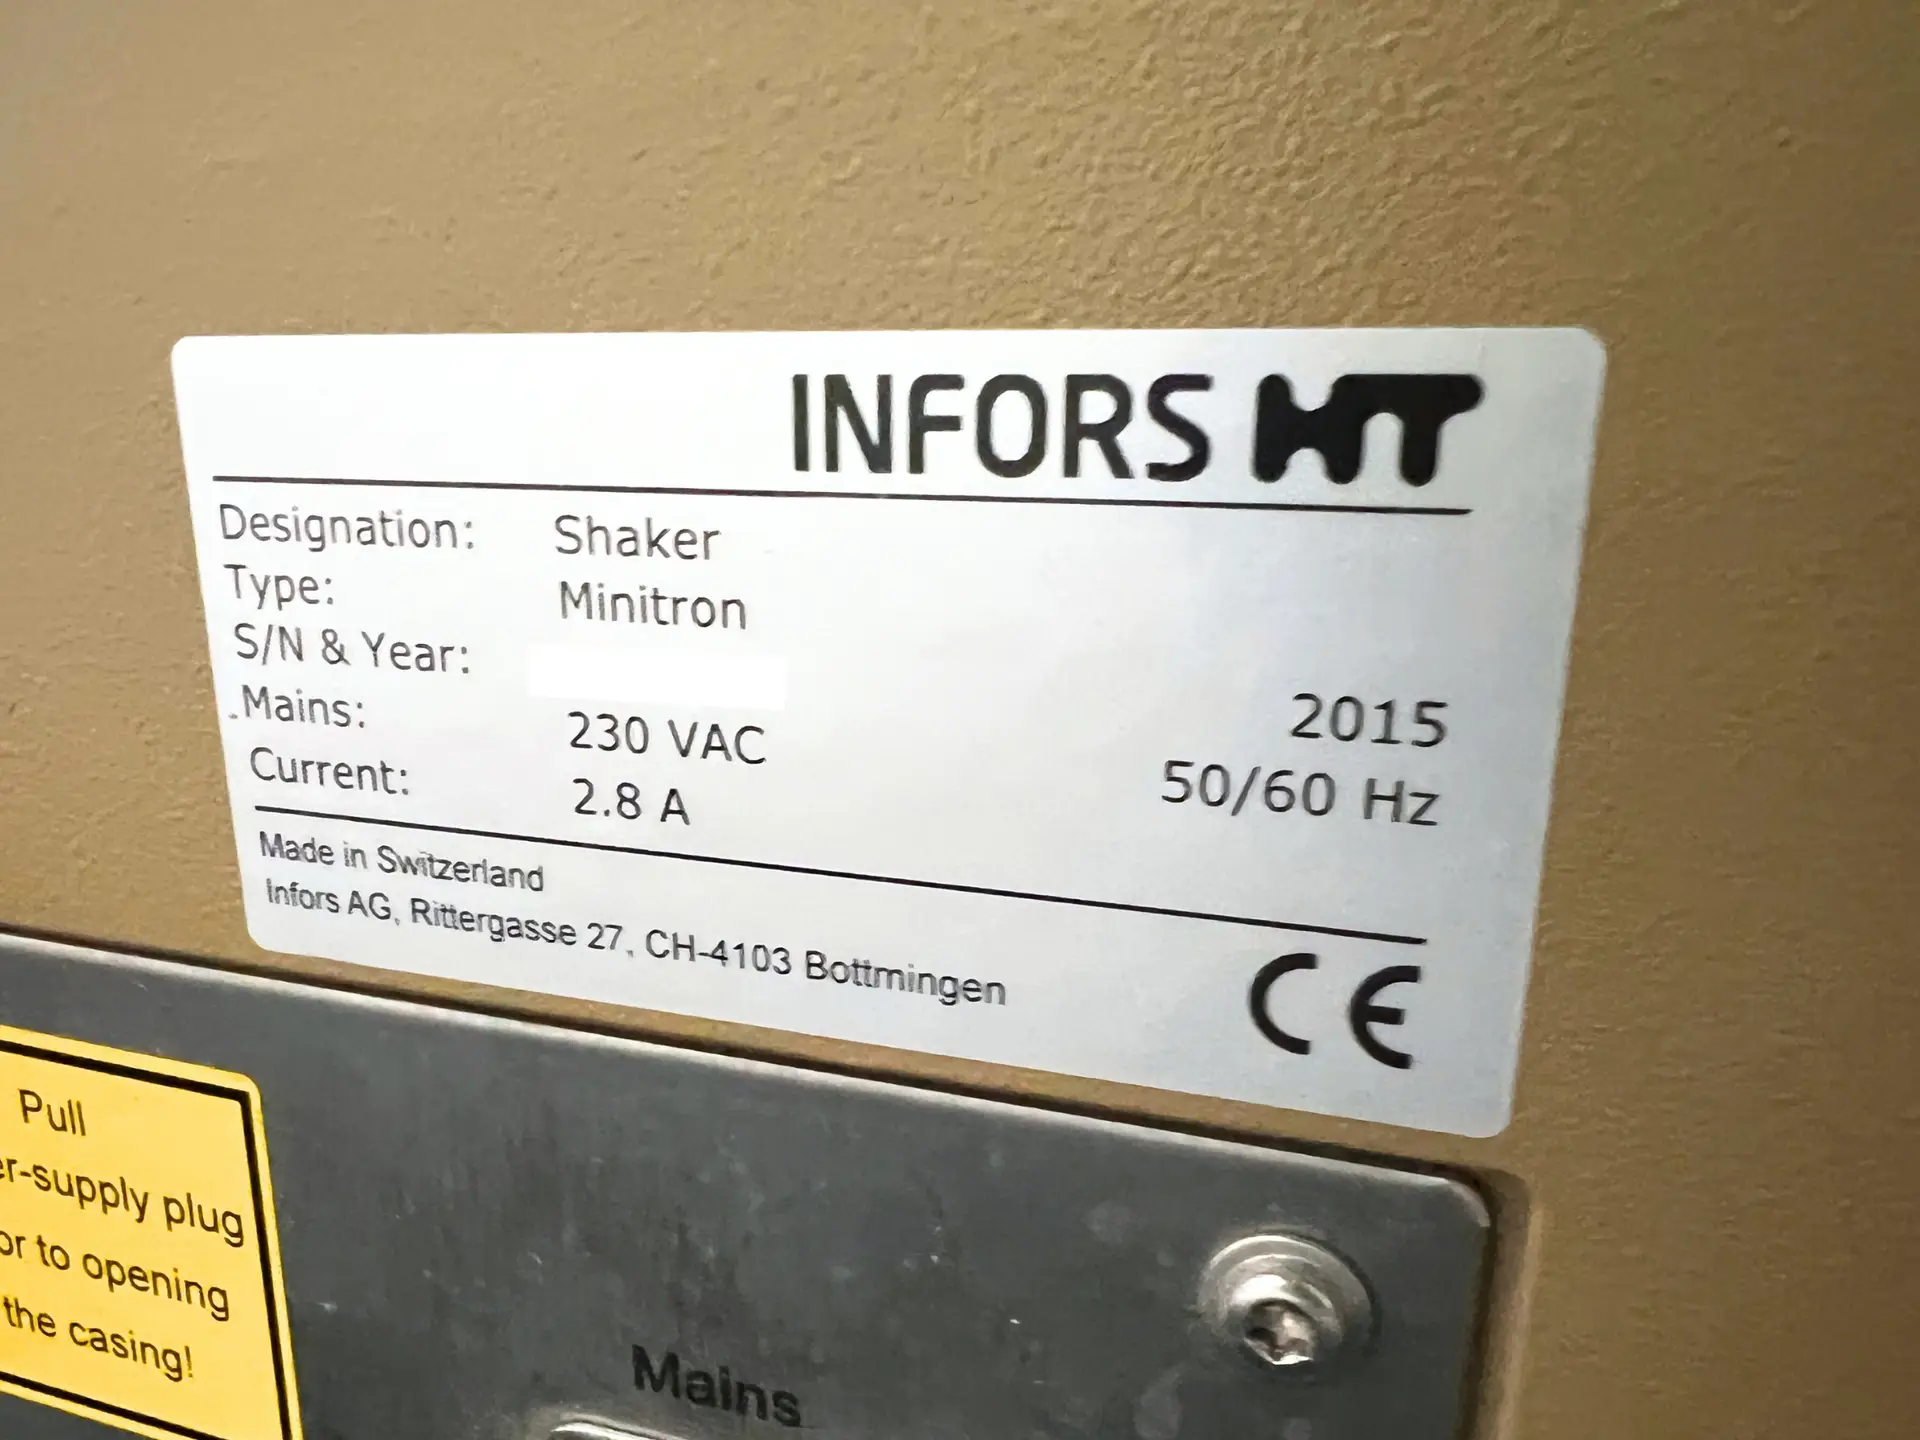 INFORS HT
Designation: Shaker
Type: Minitron
S/N & Year: 2015
Mains: 230 VAC 50/60 Hz
Current: 2.8 A
Made in Switzerland
Infors AG, Rittergasse 27, CH-4103 Bottmingen
CE
Pull
er-supply plug
or to opening
the casing!
Mains